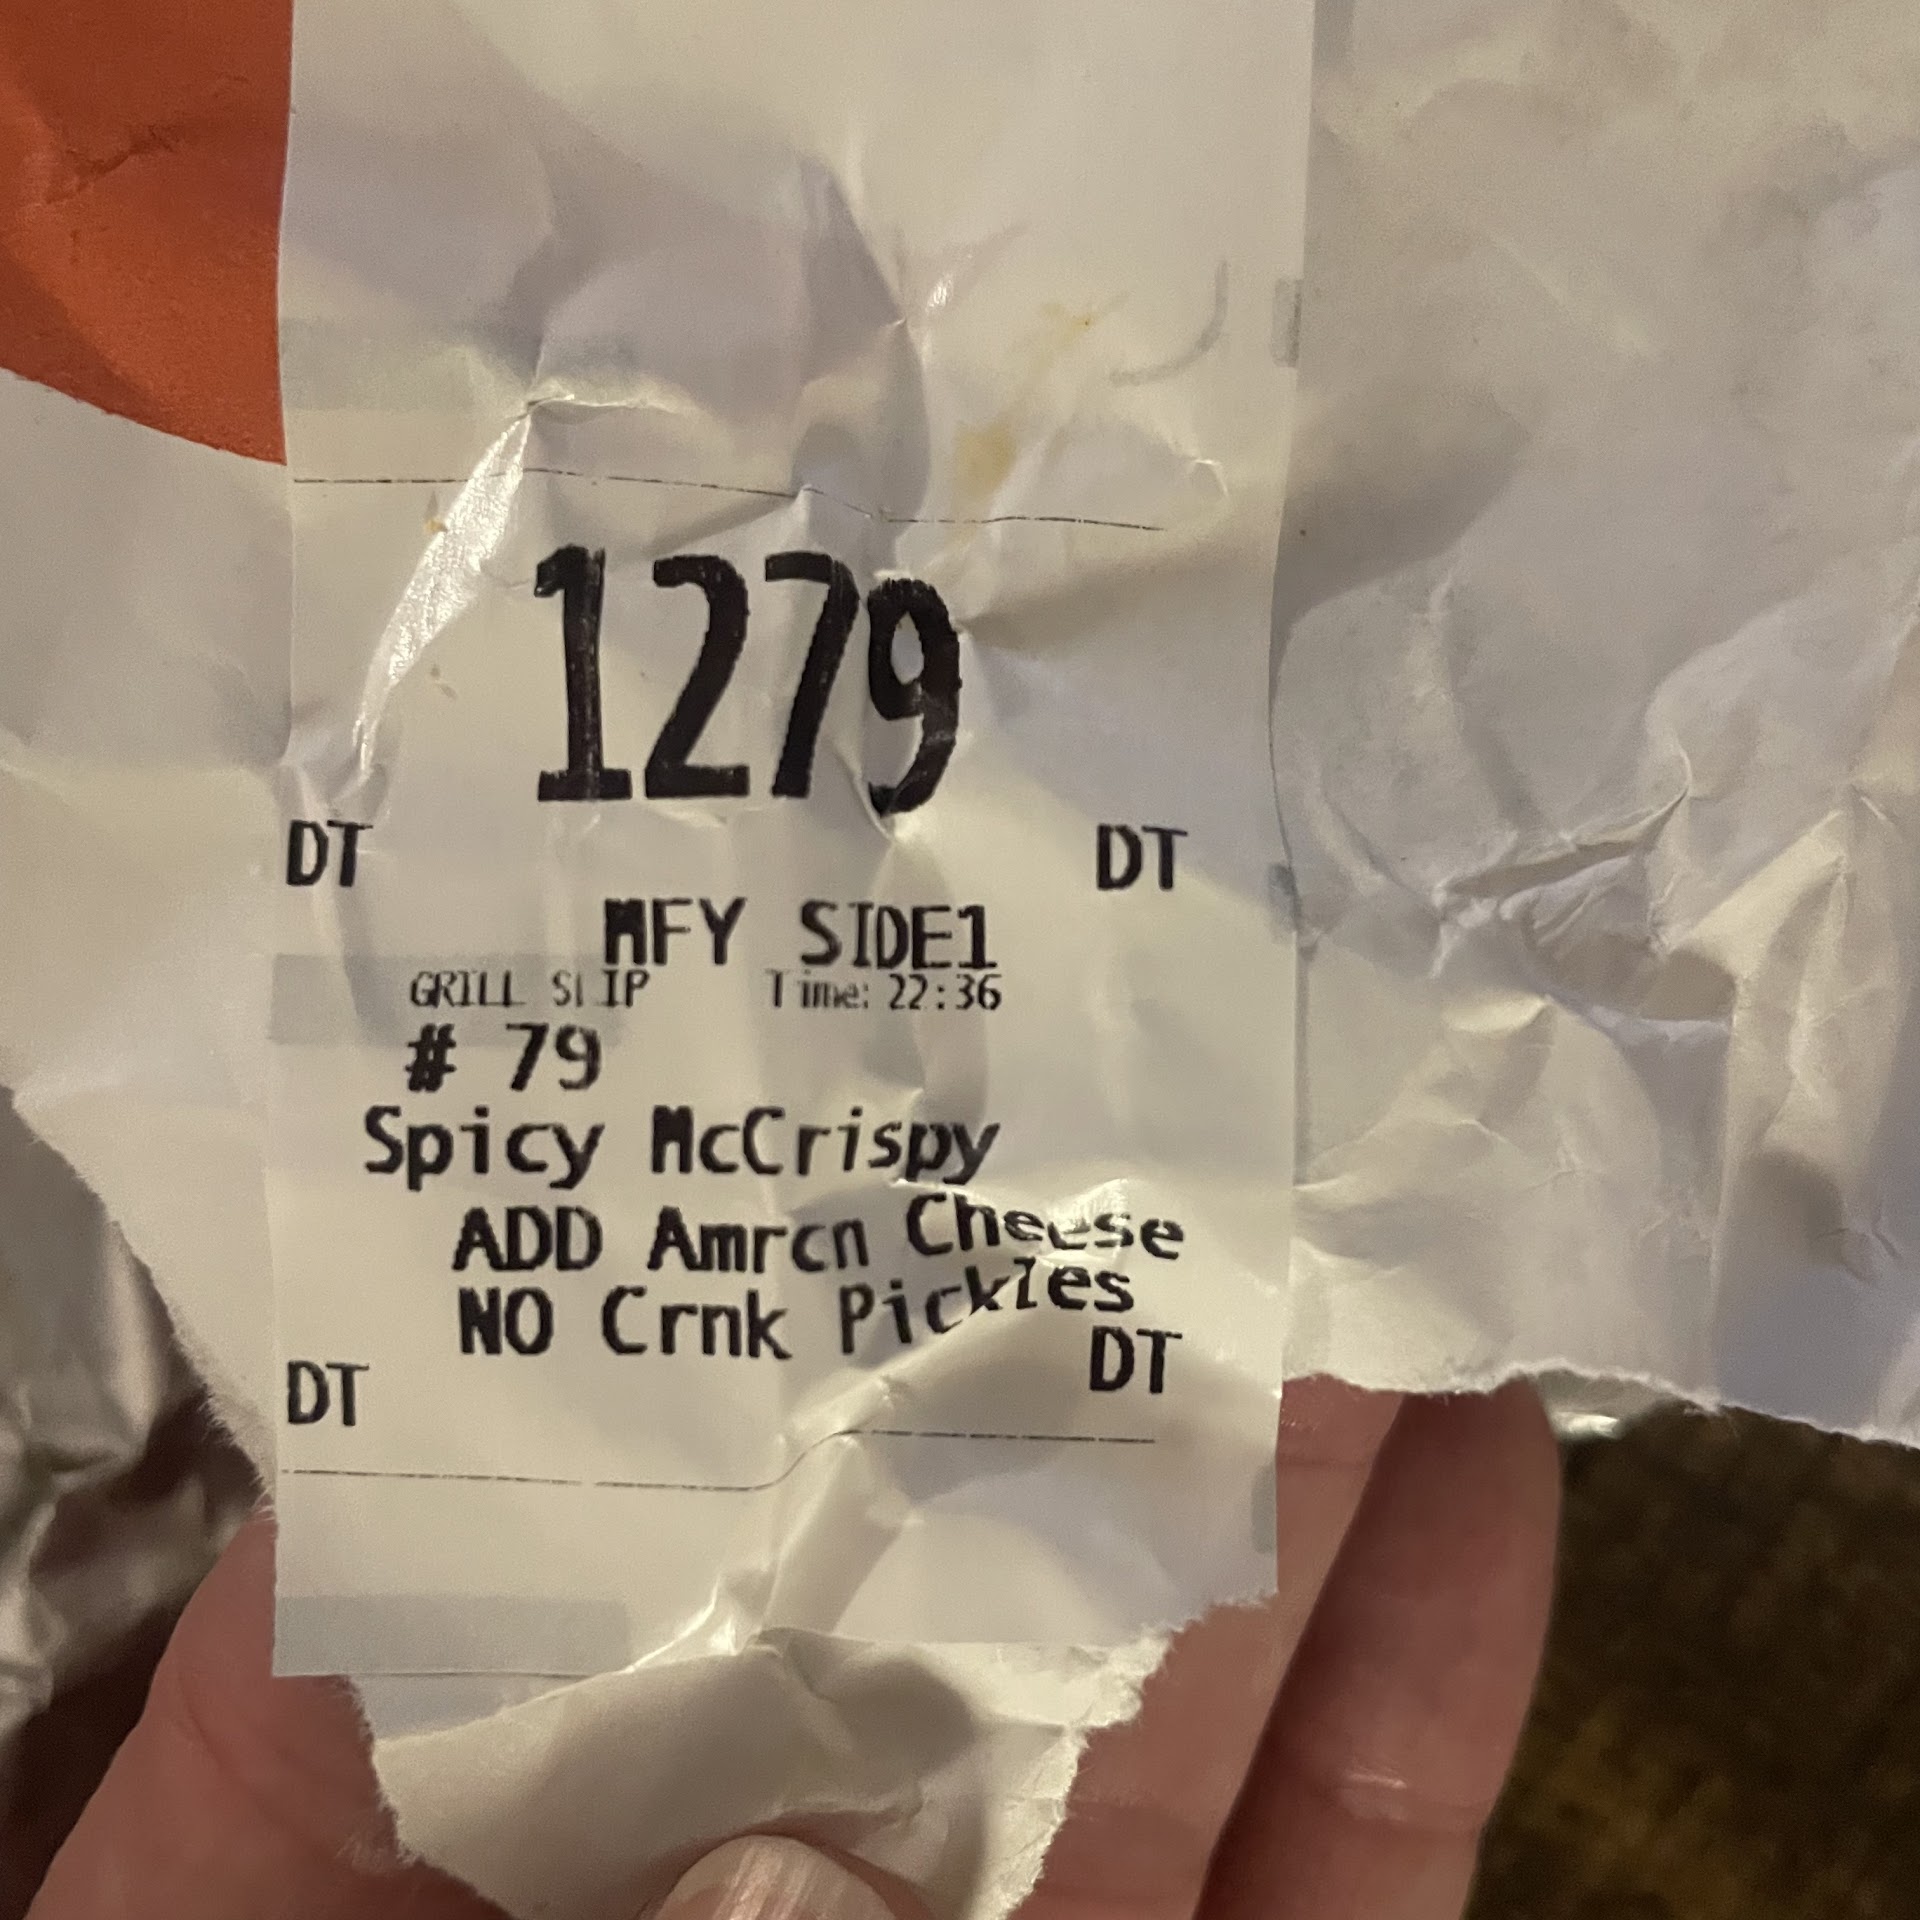 1279
DT DT
MFY SIDE1
GRILL SLIP Time: 22:36
# 79
Spicy McCrispy
ADD Amrcn Cheese
NO Crnk Pickles
DT DT